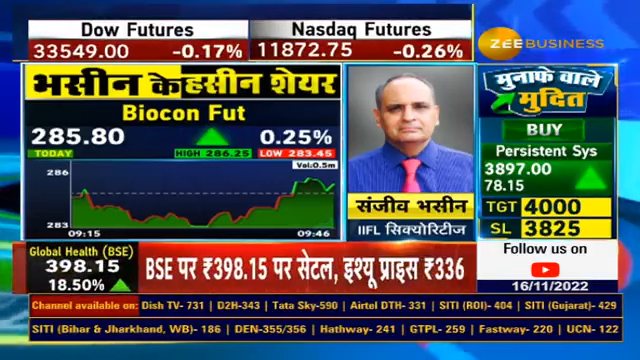 Dow Futures
33549.00 -0.17%
Nasdaq Futures
11872.75 -0.26%
ZEE BUSINESS
भसीन के हसीन शेयर
Biocon Fut
285.80 0.25%
TODAY HIGH 286.25 LOW 283.45
Vol:0.5m
286
283
09:15 09:46
संजीव भसीन
IIFL सिक्योरिटीज
मुनाफे वाले
मुदित
BUY
Persistent Sys
3897.00
78.15
TGT 4000
SL 3825
Global Health (BSE)
398.15
18.50%
BSE पर ₹398.15 पर सेटल, इश्यू प्राइस ₹336
Follow us on
16/11/2022
Channel available on: Dish TV- 731 | D2H-343 | Tata Sky-590 | Airtel DTH- 331 | SITI (ROI)- 404 | SITI (Gujarat)- 429
SITI (Bihar & Jharkhand, WB)- 186 | DEN-355/356 | Hathway- 241 | GTPL- 259 | Fastway- 220 | UCN- 122